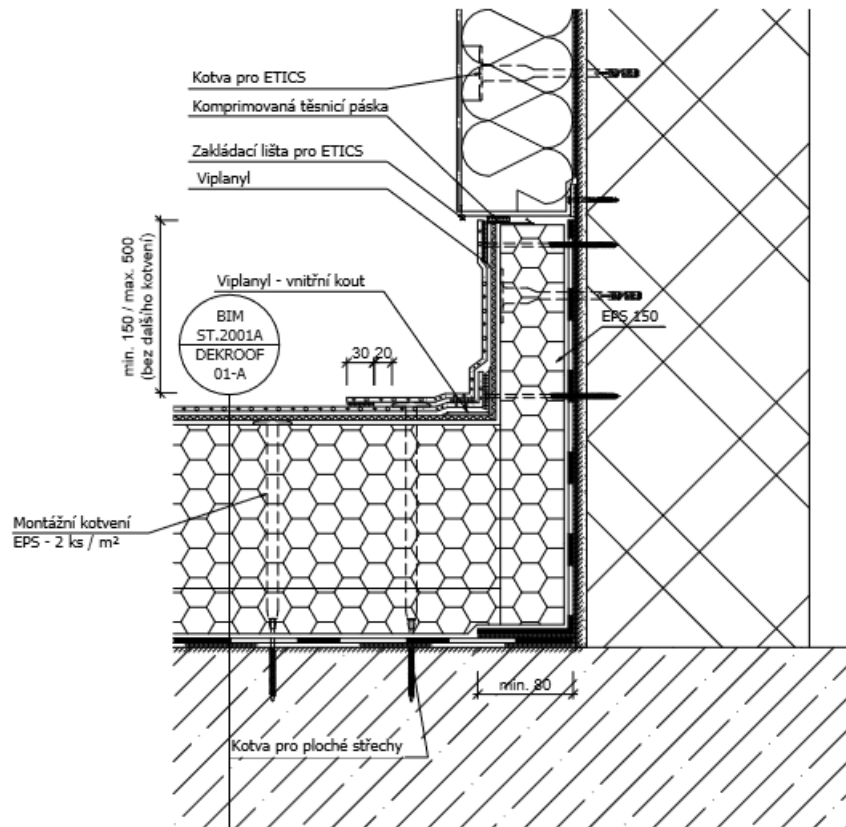 Kotva pro ETICS
Komprimovaná těsnicí páska
Zakládací lišta pro ETICS
Viplanyl
min. 150 / max. 500
(bez dalšího kotvení)
Viplanyl - vnitřní kout
BIM
ST.2001A
DEKROOF
01-A
30 20
EPS 150
Montážní kotvení
EPS - 2 ks / m²
min. 80
Kotva pro ploché střechy